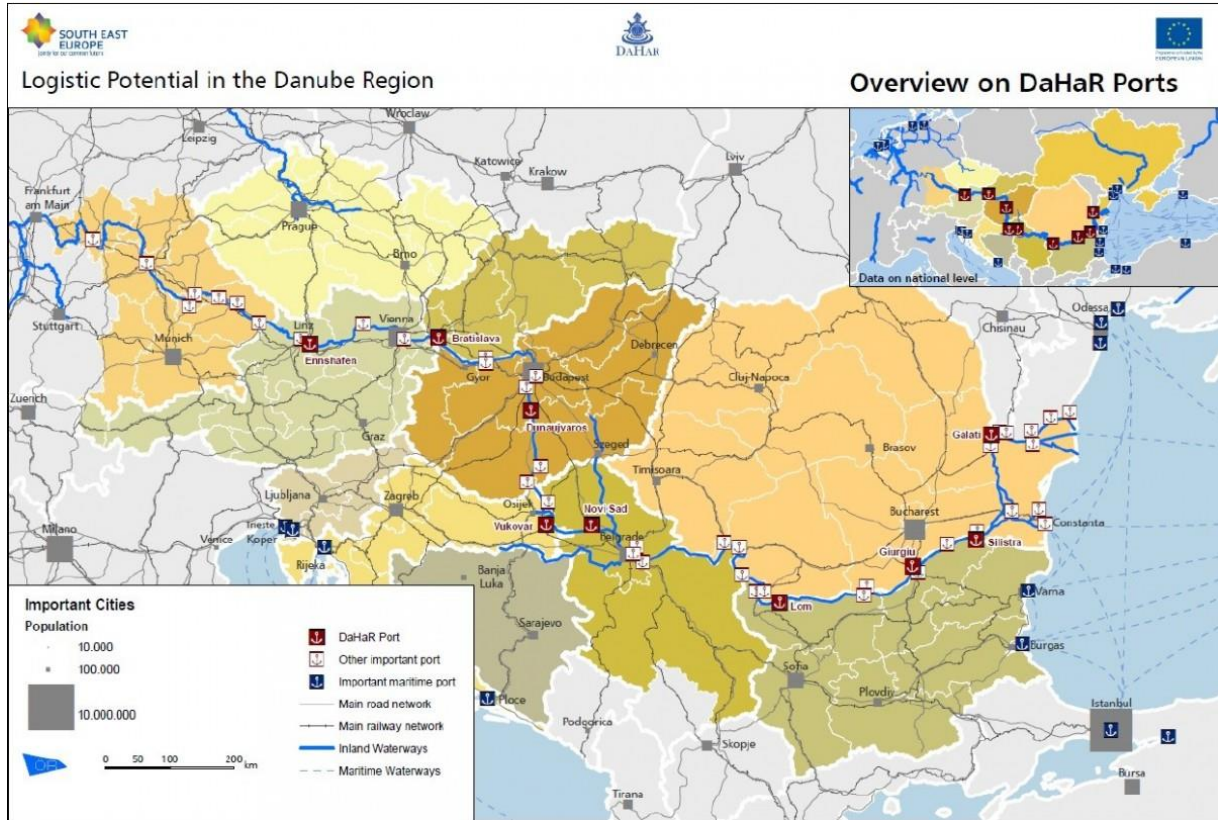 SOUTH EAST
EUROPE
DAHAR
EUROPEAN UNION
Logistic Potential in the Danube Region
Overview on DaHaR Ports
Data on national level
Wroclaw
Leipzig
Katowice
Krakow
Lviv
Frankfurt
am Main
Prague
Brno
Stuttgart
Munich
Linz
Vienna
Ennshafen
Bratislava
Gyor
Budapest
Debrecen
Chisinau
Odessa
Zuerich
Graz
Dunaujvaros
Cluj-Napoca
Szeged
Brasov
Galati
Ljubljana
Zagreb
Osijek
Timisoara
Novi Sad
Vukovar
Belgrade
Bucharest
Constanta
Milano
Venice
Trieste
Koper
Rijeka
Giurgiu
Silistra
Banja
Luka
Lom
Varna
Sarajevo
Burgas
Sofia
Plovdiv
Ploce
Podgorica
Skopje
Istanbul
Tirana
Bursa
Important Cities
Population
10.000
100.000
10.000.000
0 50 100 200 km
DaHaR Port
Other important port
Important maritime port
Main road network
Main railway network
Inland Waterways
Maritime Waterways